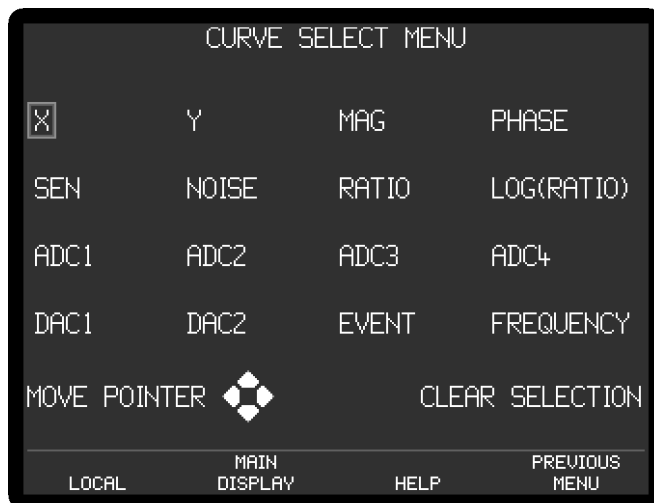 CURVE SELECT MENU
X Y MAG PHASE
SEN NOISE RATIO LOG(RATIO)
ADC1 ADC2 ADC3 ADC4
DAC1 DAC2 EVENT FREQUENCY
MOVE POINTER CLEAR SELECTION
LOCAL MAIN DISPLAY HELP PREVIOUS MENU